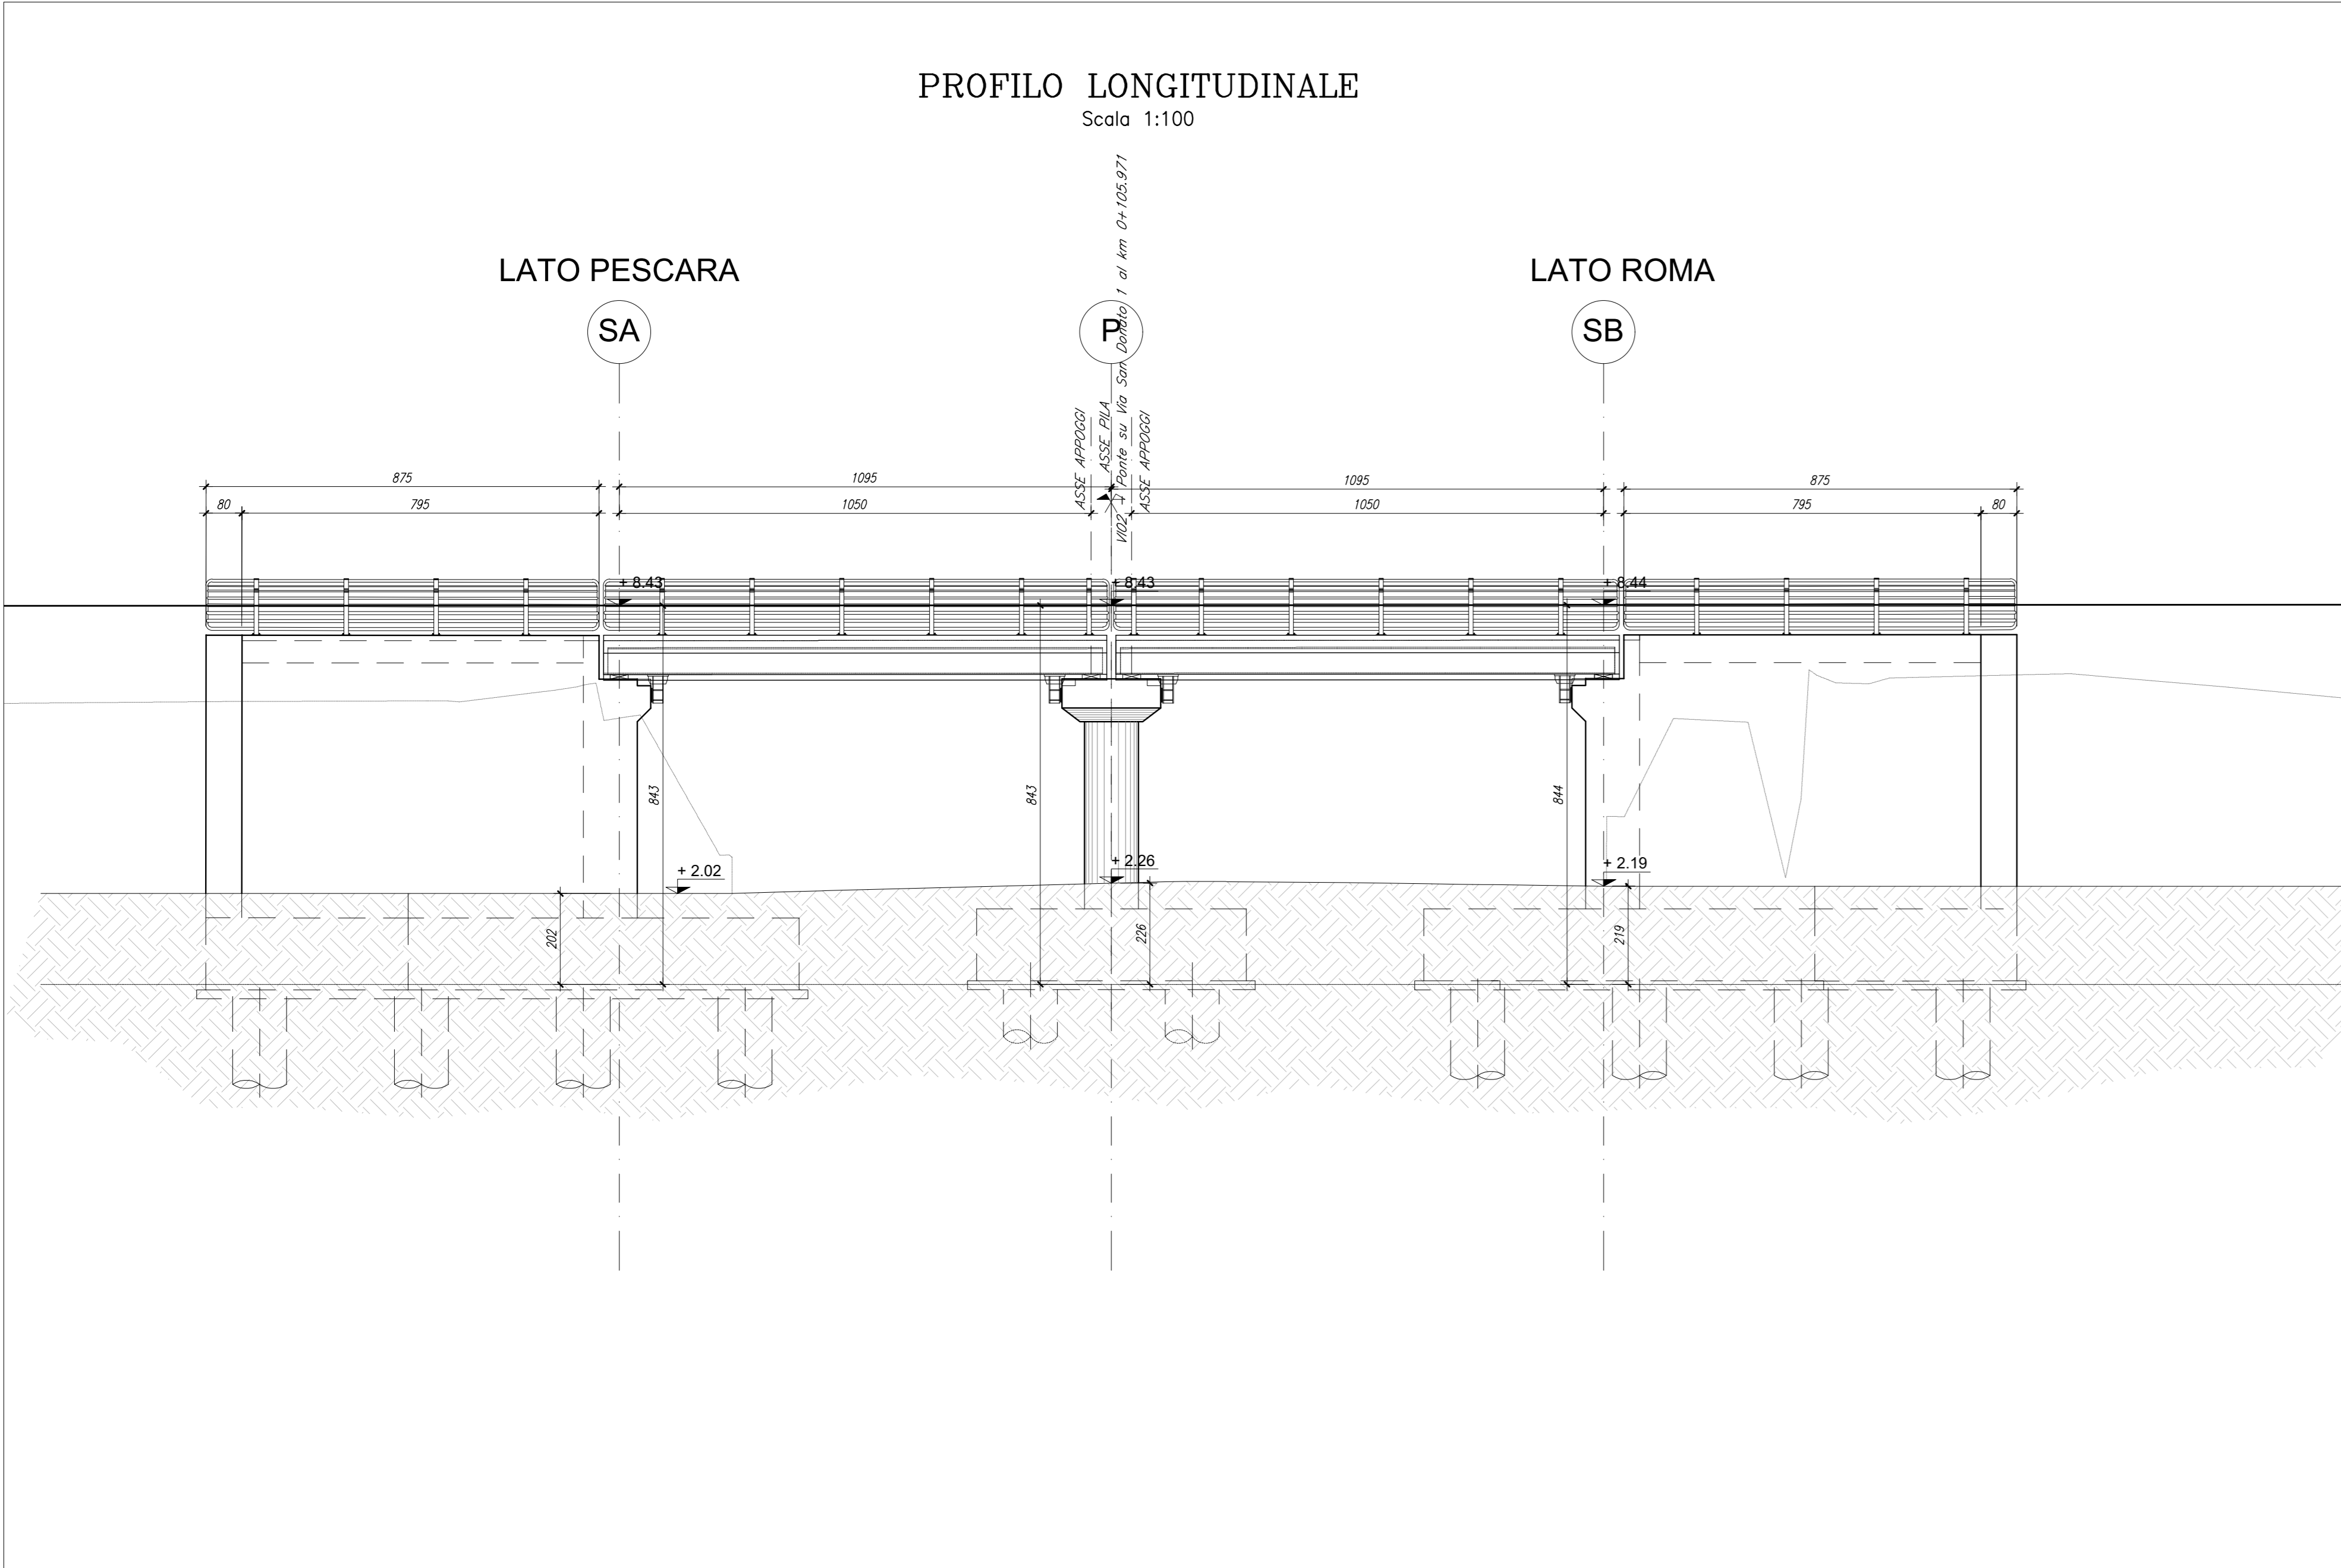 PROFILO LONGITUDINALE
Scala 1:100
LATO PESCARA
LATO ROMA
SA
P
SB
VI02 - Ponte su Via San Donato 1 al km 0+105.971
ASSE APPOGGI
ASSE PILA
ASSE APPOGGI
875
1095
1095
875
80
795
1050
1050
795
80
+ 8.43
+ 8.43
+ 8.44
843
843
844
+ 2.02
+ 2.26
+ 2.19
202
226
219